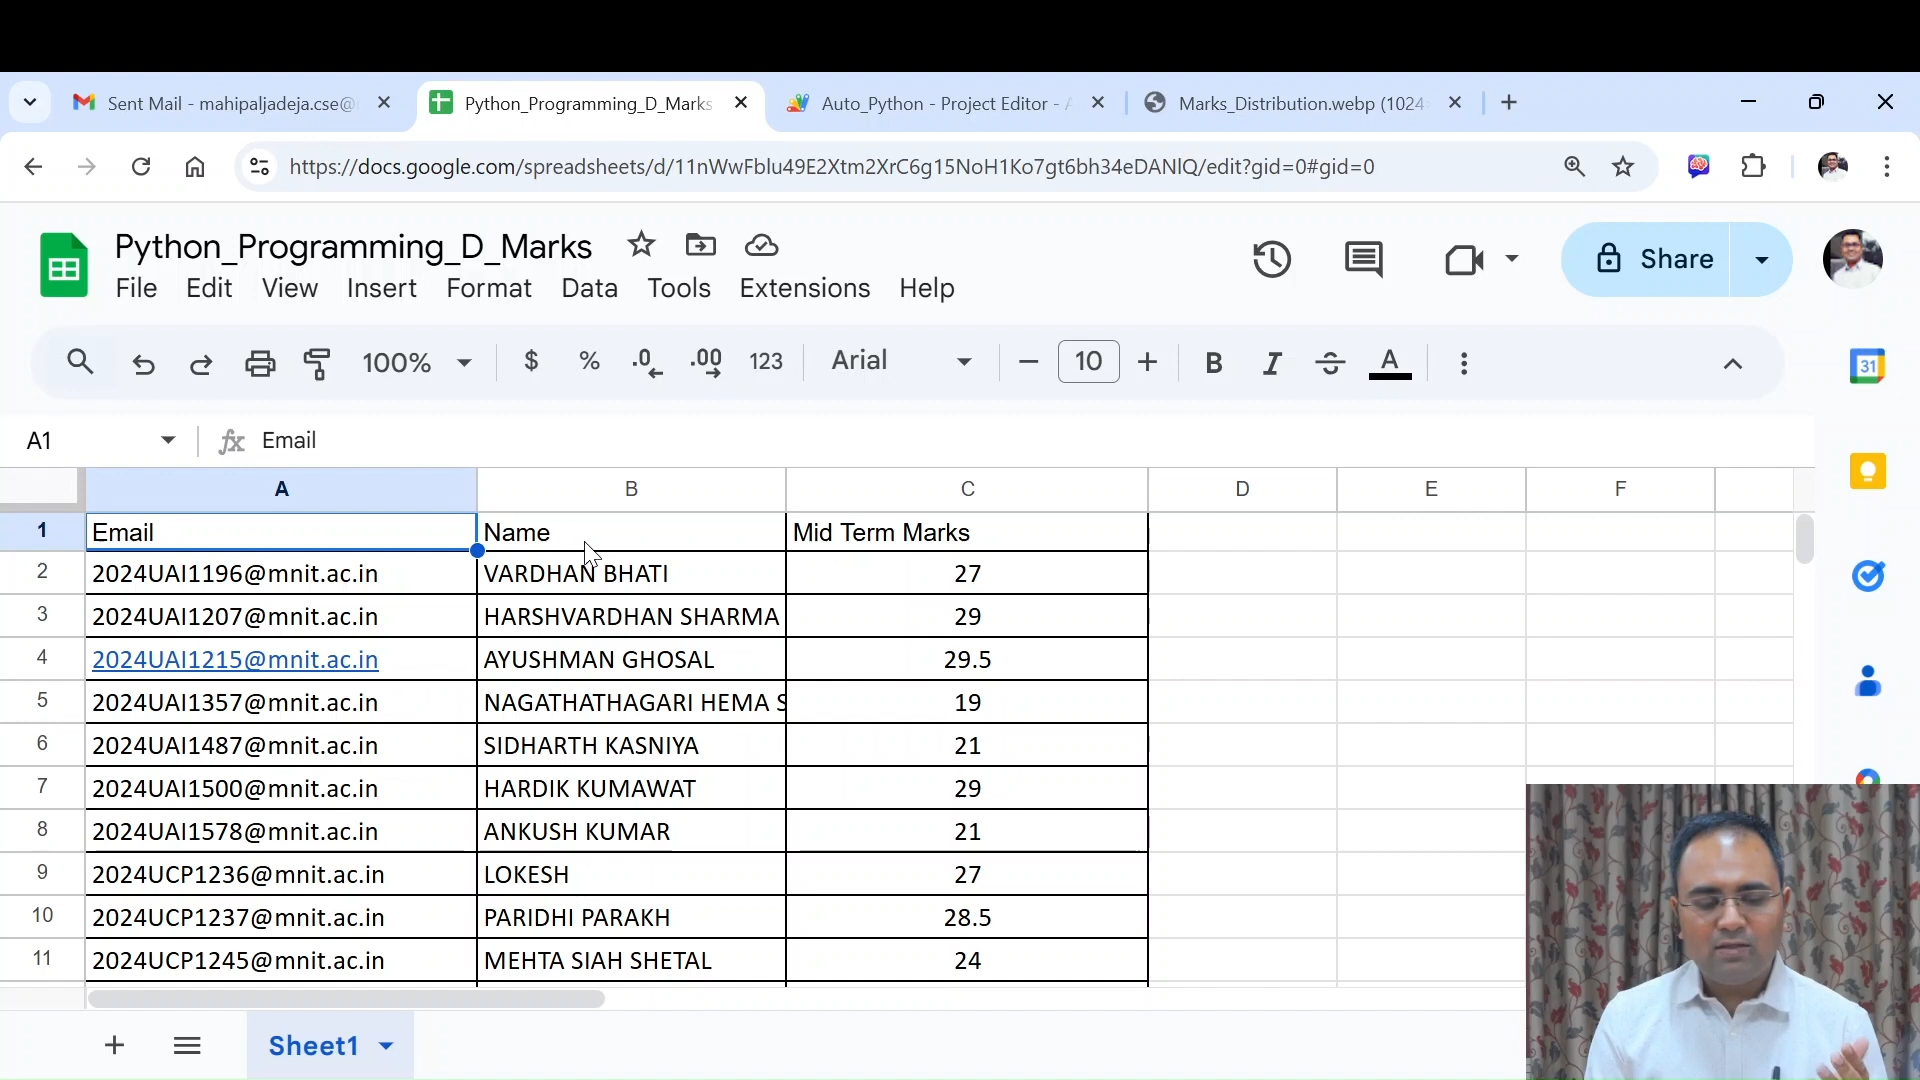 Sent Mail - mahipaljadeja.cse@
Python_Programming_D_Marks
Auto_Python - Project Editor -
Marks_Distribution.webp (1024
https://docs.google.com/spreadsheets/d/11nWwFblu49E2Xtm2XrC6g15NoH1Ko7gt6bh34eDANlQ/edit?gid=0#gid=0
Python_Programming_D_Marks
Share
File Edit View Insert Format Data Tools Extensions Help
100% $ % .0 .00 123 Arial 10 B I S A
31
A1 fx Email
A B C D E F
1 Email Name Mid Term Marks
2 2024UAI1196@mnit.ac.in VARDHAN BHATI 27
3 2024UAI1207@mnit.ac.in HARSHVARDHAN SHARMA 29
4 2024UAI1215@mnit.ac.in AYUSHMAN GHOSAL 29.5
5 2024UAI1357@mnit.ac.in NAGATHATHAGARI HEMA S 19
6 2024UAI1487@mnit.ac.in SIDHARTH KASNIYA 21
7 2024UAI1500@mnit.ac.in HARDIK KUMAWAT 29
8 2024UAI1578@mnit.ac.in ANKUSH KUMAR 21
9 2024UCP1236@mnit.ac.in LOKESH 27
10 2024UCP1237@mnit.ac.in PARIDHI PARAKH 28.5
11 2024UCP1245@mnit.ac.in MEHTA SIAH SHETAL 24
Sheet1